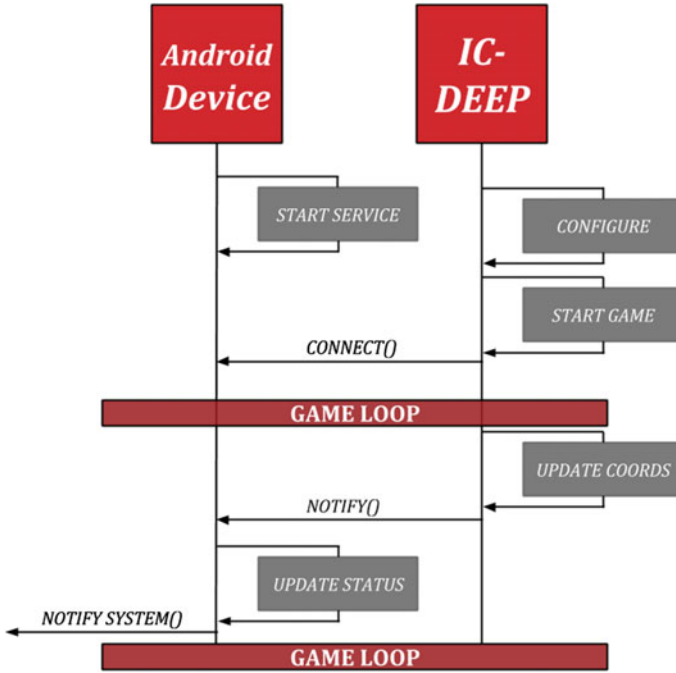 Android
Device
IC-
DEEP
START SERVICE
CONFIGURE
START GAME
CONNECT()
GAME LOOP
UPDATE COORDS
NOTIFY()
UPDATE STATUS
NOTIFY SYSTEM()
GAME LOOP